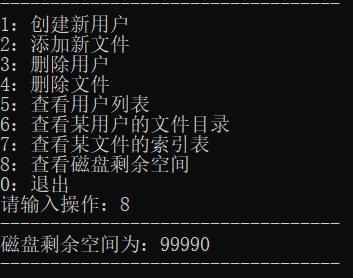 1：创建新用户
2：添加新文件
3：删除用户
4：删除文件
5：查看用户列表
6：查看某用户的文件目录
7：查看某文件的索引表
8：查看磁盘剩余空间
0：退出
请输入操作：8
磁盘剩余空间为：99990